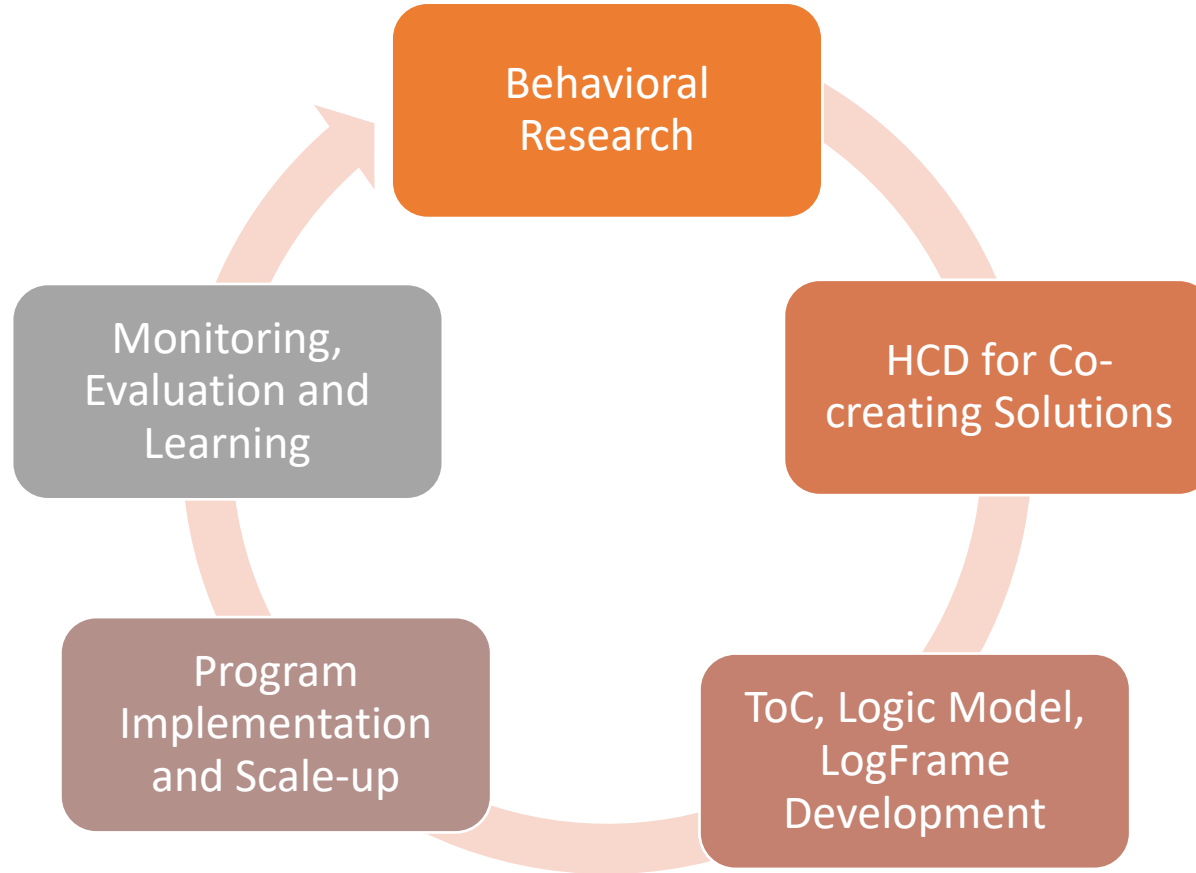 Behavioral
Research
HCD for Co-
creating Solutions
ToC, Logic Model,
LogFrame
Development
Program
Implementation
and Scale-up
Monitoring,
Evaluation and
Learning